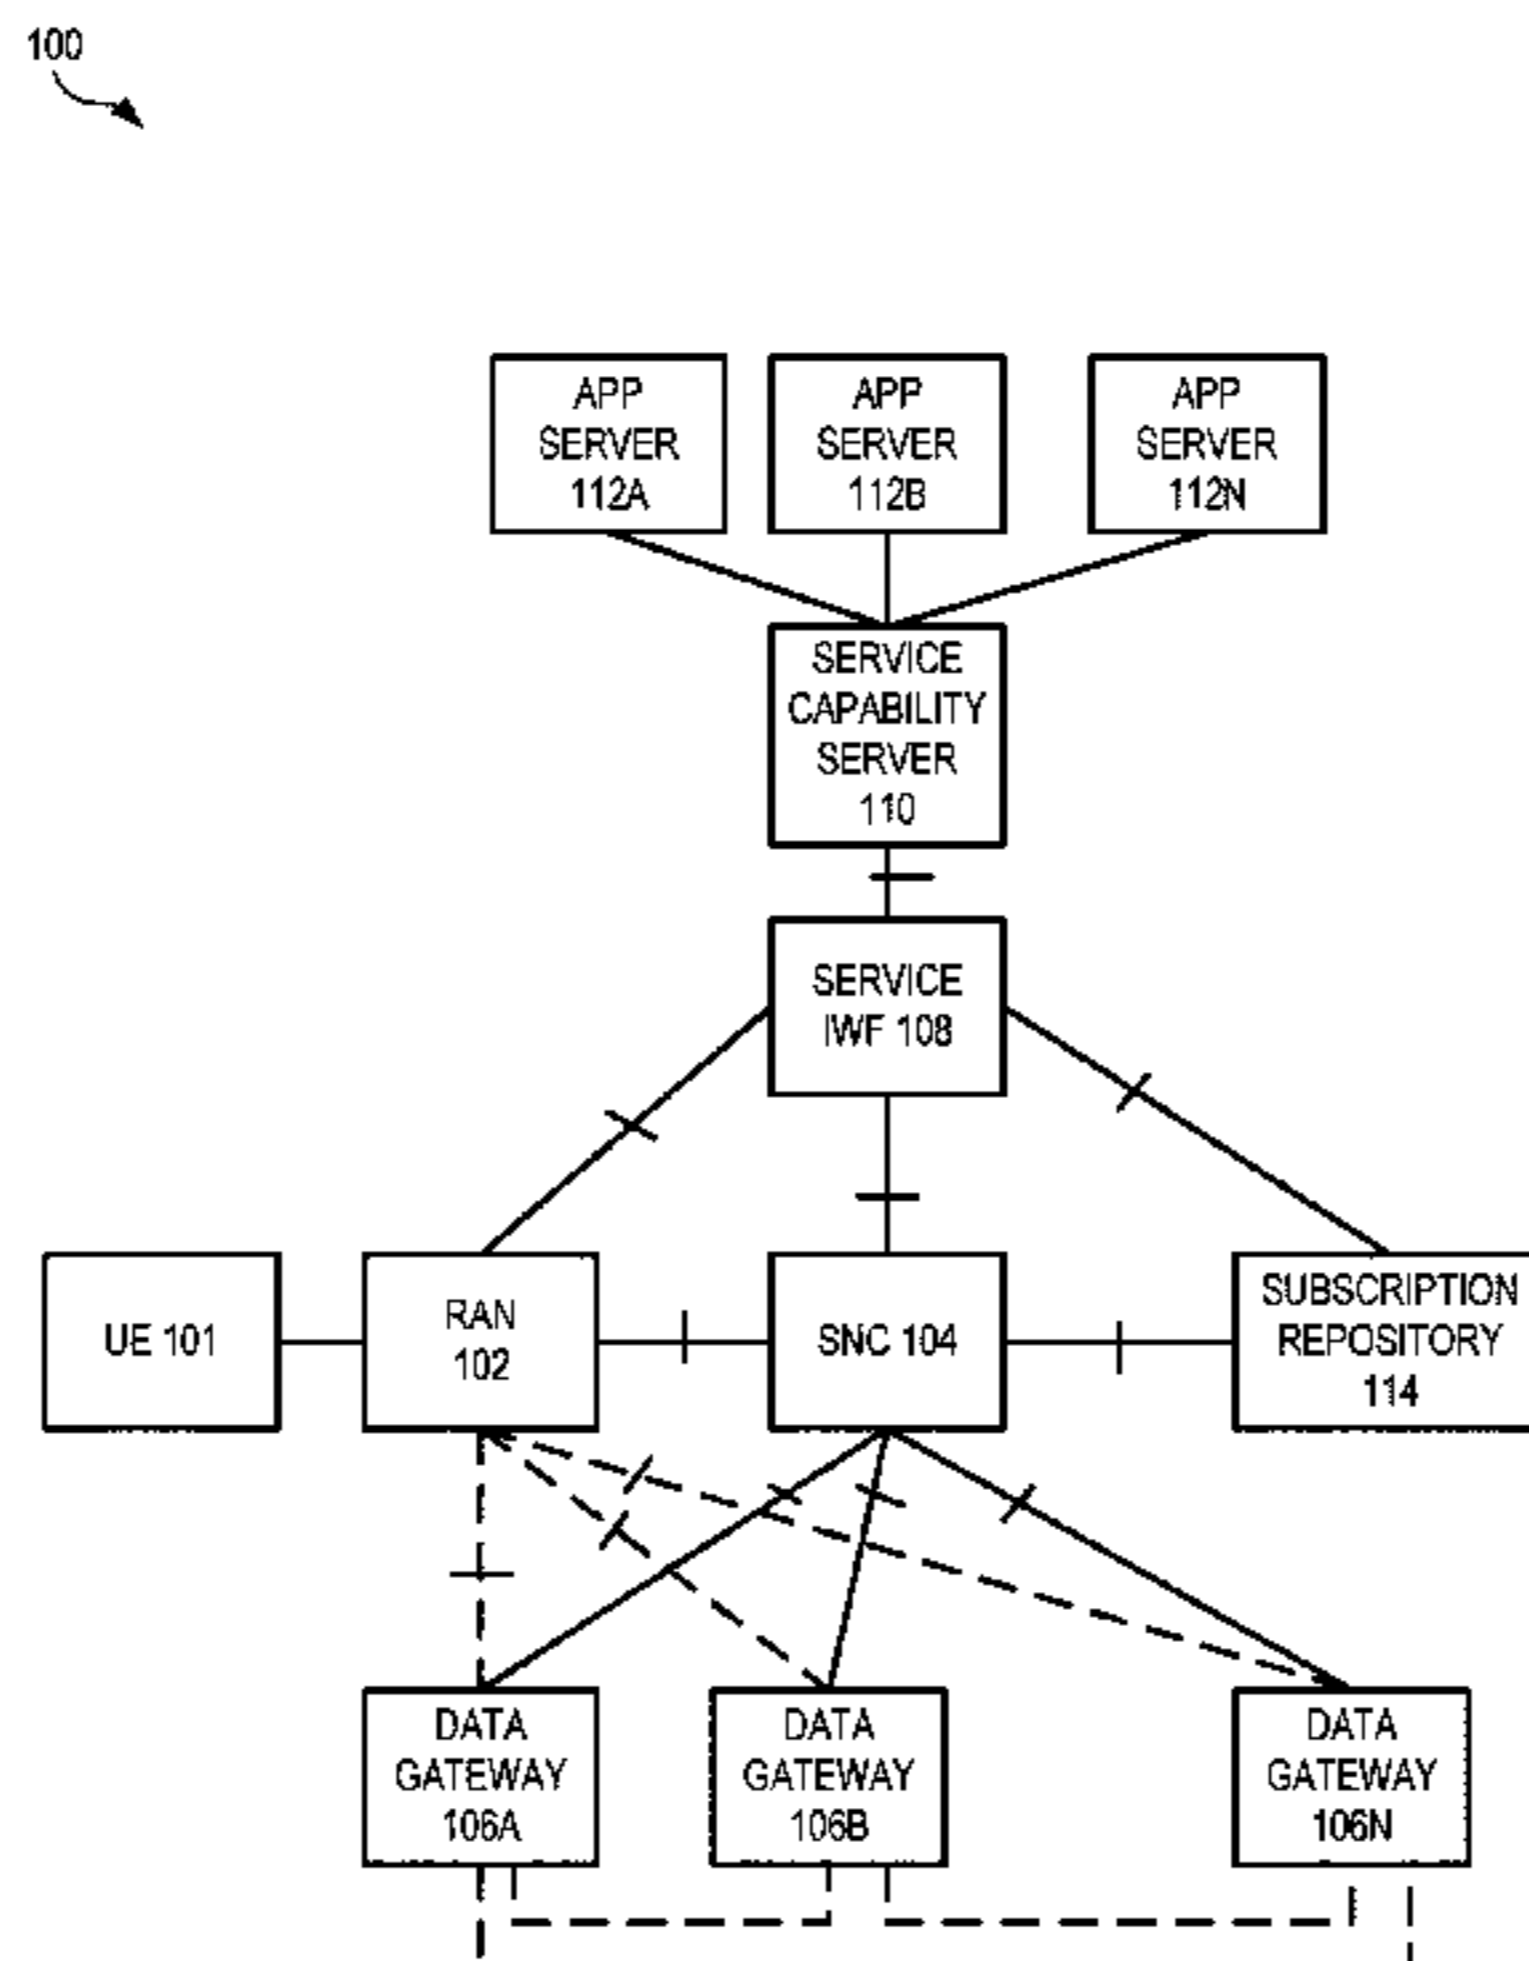 100
APP
SERVER
112A
APP
SERVER
112B
APP
SERVER
112N
SERVICE
CAPABILITY
SERVER
110
SERVICE
IWF 108
UE 101
RAN
102
SNC 104
SUBSCRIPTION
REPOSITORY
114
DATA
GATEWAY
106A
DATA
GATEWAY
106B
DATA
GATEWAY
106N